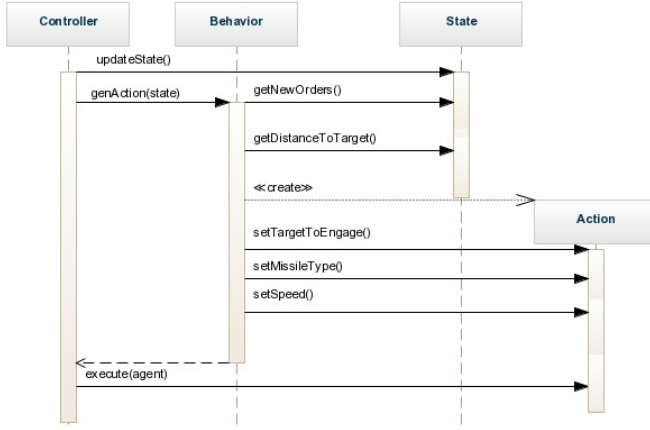 Controller
Behavior
State
updateState()
genAction(state)
getNewOrders()
getDistanceToTarget()
≪create≫
Action
setTargetToEngage()
setMissileType()
setSpeed()
execute(agent)